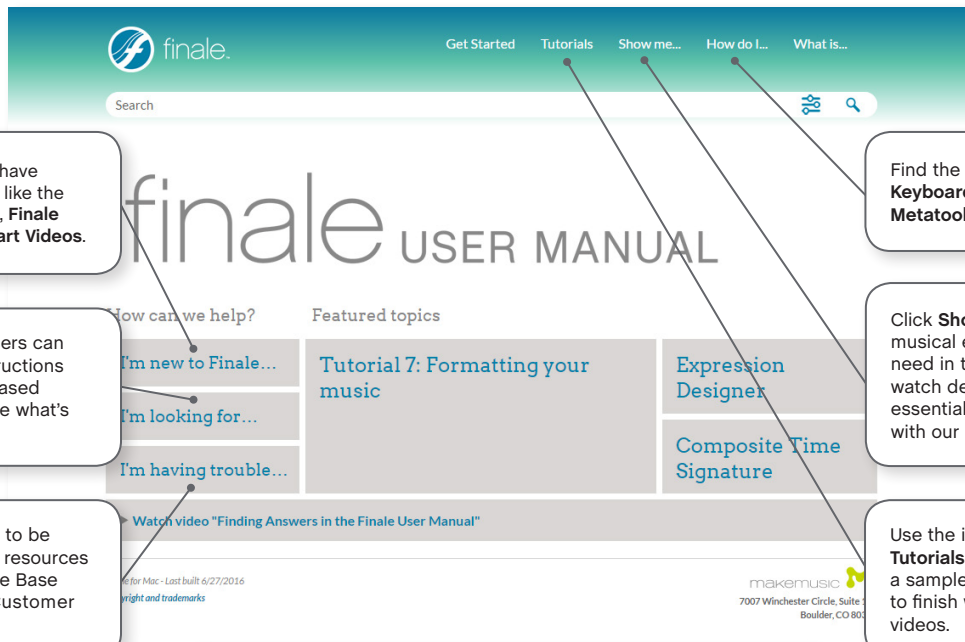 finale
Get Started Tutorials Show me... How do I... What is...
Search
have
like the
, Finale
art Videos.
Find the
Keyboard
Metatool
finale USER MANUAL
How can we help?
Featured topics
ers can
uctions
ased
e what's
I'm new to Finale...
I'm looking for...
I'm having trouble...
Tutorial 7: Formatting your
music
Expression
Designer
Composite Time
Signature
Click Sho
musical e
need in t
watch de
essential
with our
Watch video "Finding Answers in the Finale User Manual"
to be
resources
e Base
Customer
e for Mac - Last built 6/27/2016
yright and trademarks
makemusic
7007 Winchester Circle, Suite 1
Boulder, CO 803
Use the i
Tutorials
a sample
to finish w
videos.